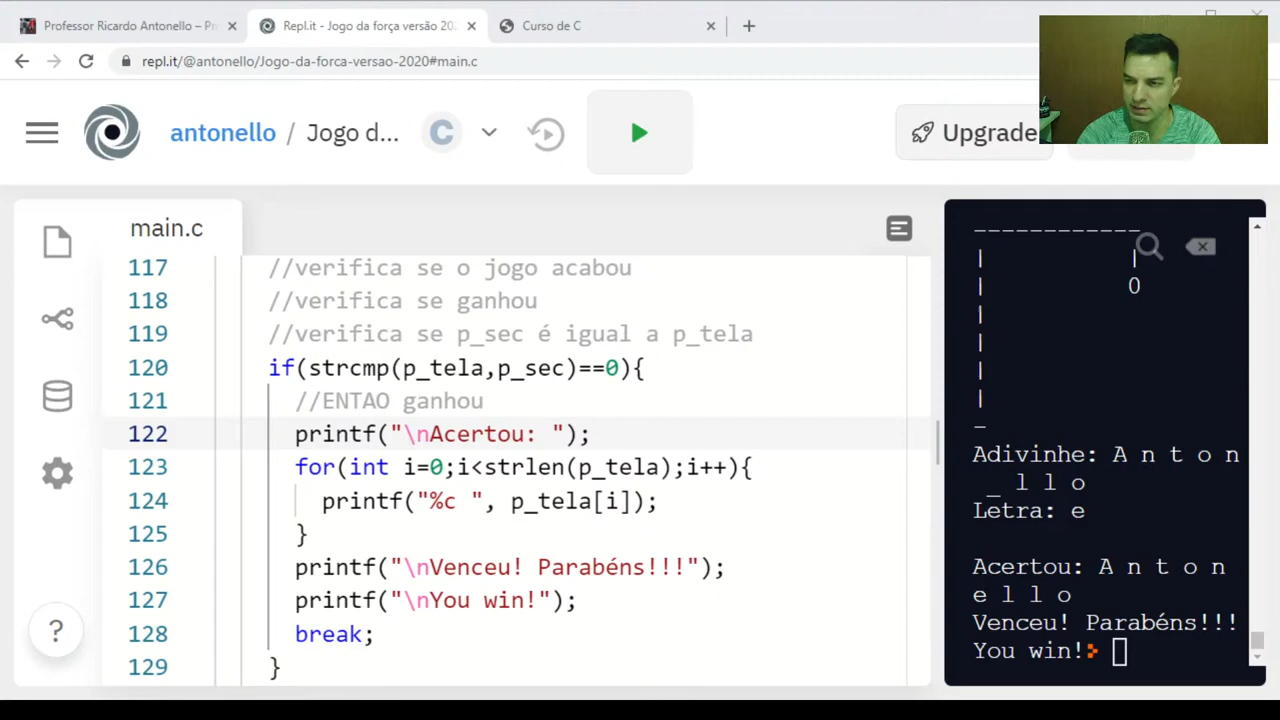 Professor Ricardo Antonello – Pr
Repl.it - Jogo da força versão 202
Curso de C
repl.it/@antonello/Jogo-da-forca-versao-2020#main.c
antonello / Jogo d... C
Upgrade
main.c
117 //verifica se o jogo acabou
118 //verifica se ganhou
119 //verifica se p_sec é igual a p_tela
120 if(strcmp(p_tela,p_sec)==0){
121 //ENTAO ganhou
122 printf("\nAcertou: ");
123 for(int i=0;i<strlen(p_tela);i++){
124 printf("%c ", p_tela[i]);
125 }
126 printf("\nVenceu! Parabéns!!!");
127 printf("\nYou win!");
128 break;
129 }
?
____________
| |
| O
|
|
|
|
_
Adivinhe: A n t o n
_ l l o
Letra: e
Acertou: A n t o n
e l l o
Venceu! Parabéns!!!
You win!